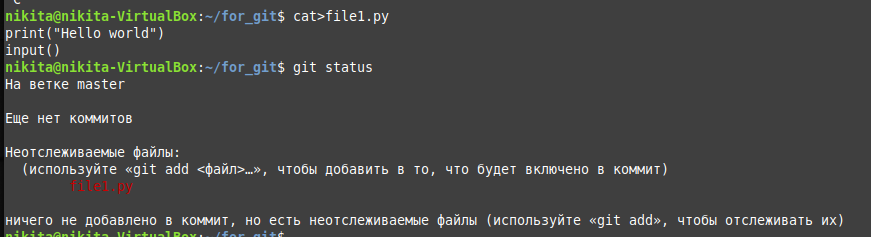 nikita@nikita-VirtualBox:~/for_git$ cat>file1.py
print("Hello world")
input()
nikita@nikita-VirtualBox:~/for_git$ git status
На ветке master
Еще нет коммитов
Неотслеживаемые файлы:
(используйте «git add <файл>…», чтобы добавить в то, что будет включено в коммит)
file1.py
ничего не добавлено в коммит, но есть неотслеживаемые файлы (используйте «git add», чтобы отслеживать их)
nikita@nikita-VirtualBox:~/for_git$